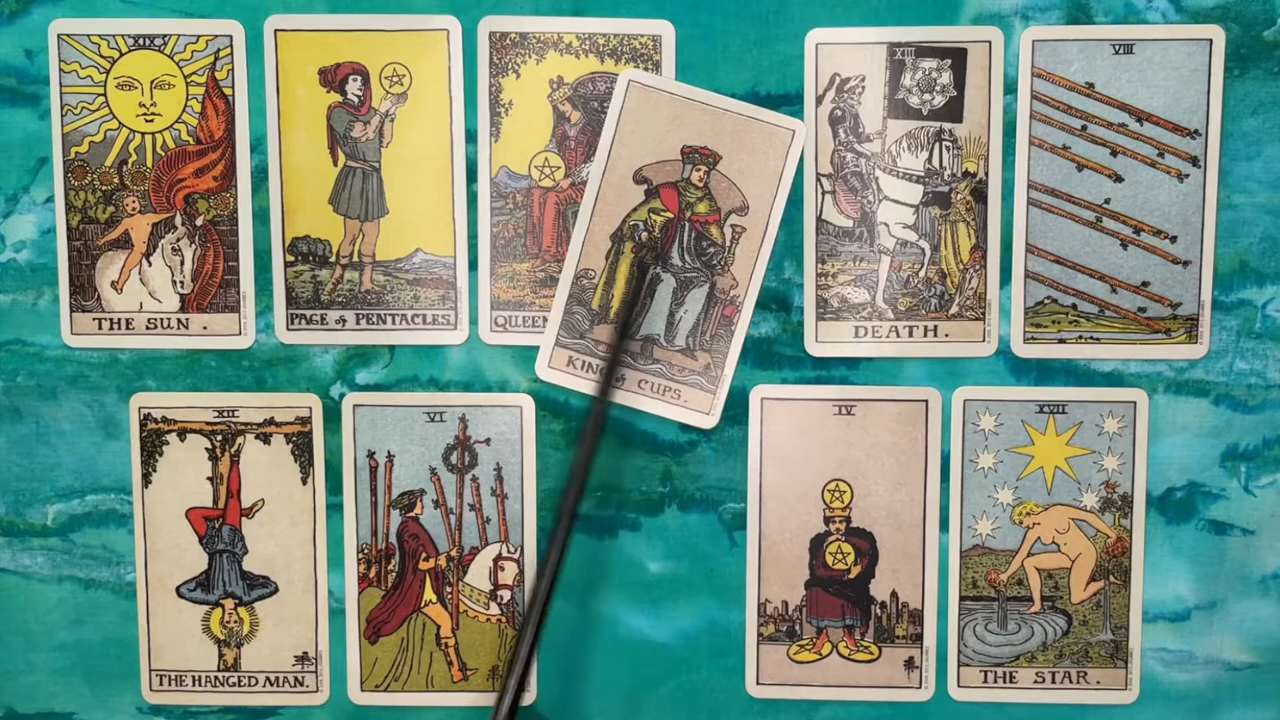 XIX
THE SUN .
PAGE of PENTACLES.
QUEEN
KING of CUPS.
XIII
DEATH.
VIII
XII
THE HANGED MAN.
VI
IV
XVII
THE STAR.